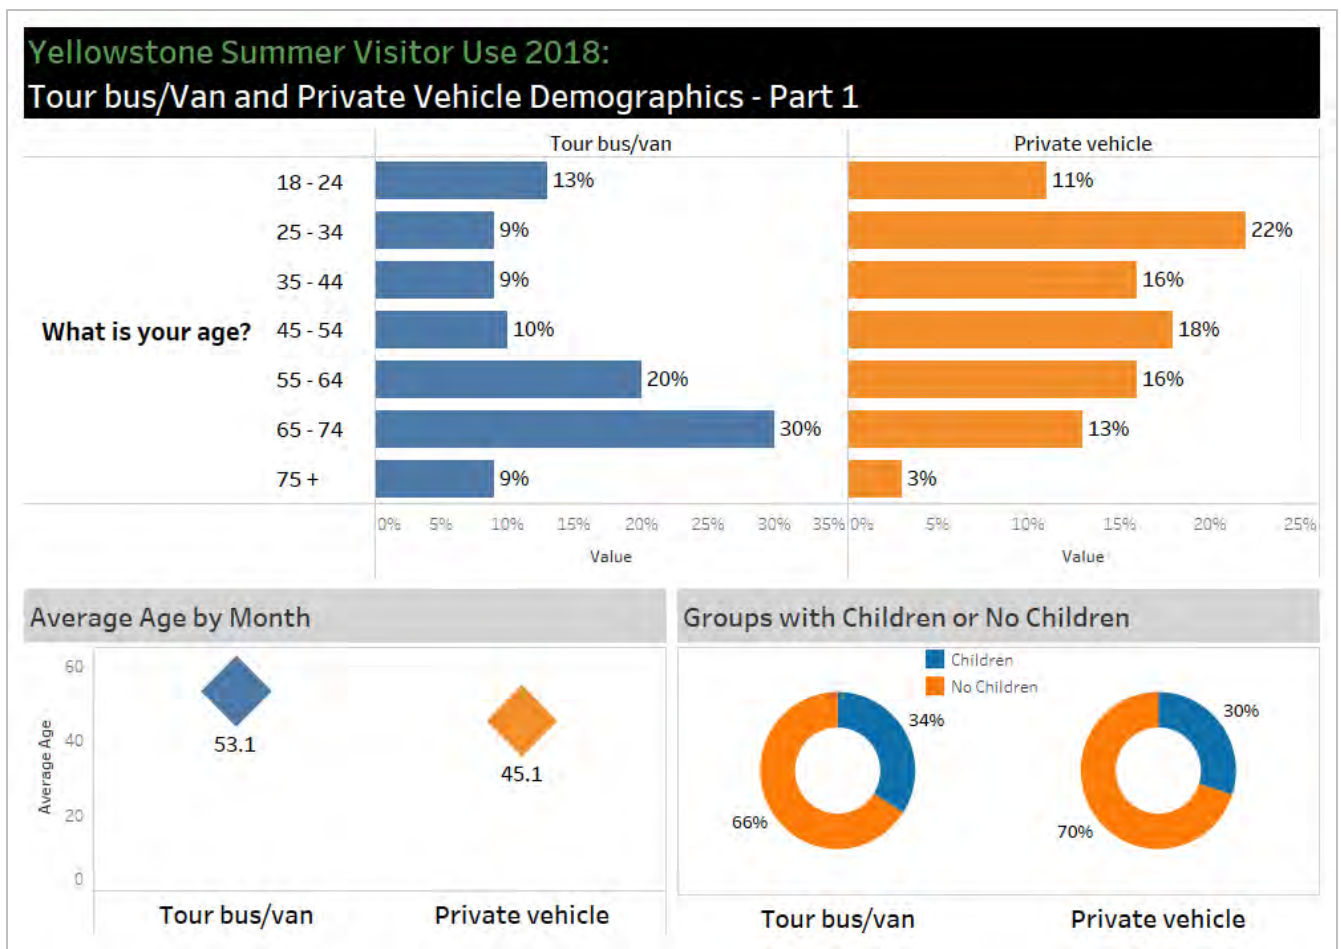 Yellowstone Summer Visitor Use 2018:
Tour bus/Van and Private Vehicle Demographics - Part 1
Tour bus/van Private vehicle
18 - 24 13% 11%
25 - 34 9% 22%
35 - 44 9% 16%
What is your age? 45 - 54 10% 18%
55 - 64 20% 16%
65 - 74 30% 13%
75 + 9% 3%
0% 5% 10% 15% 20% 25% 30% 35% 0% 5% 10% 15% 20% 25%
Value Value
Average Age by Month
60
40
20
0
Average Age
53.1
45.1
Tour bus/van Private vehicle
Groups with Children or No Children
Children
No Children
34%
66%
30%
70%
Tour bus/van Private vehicle